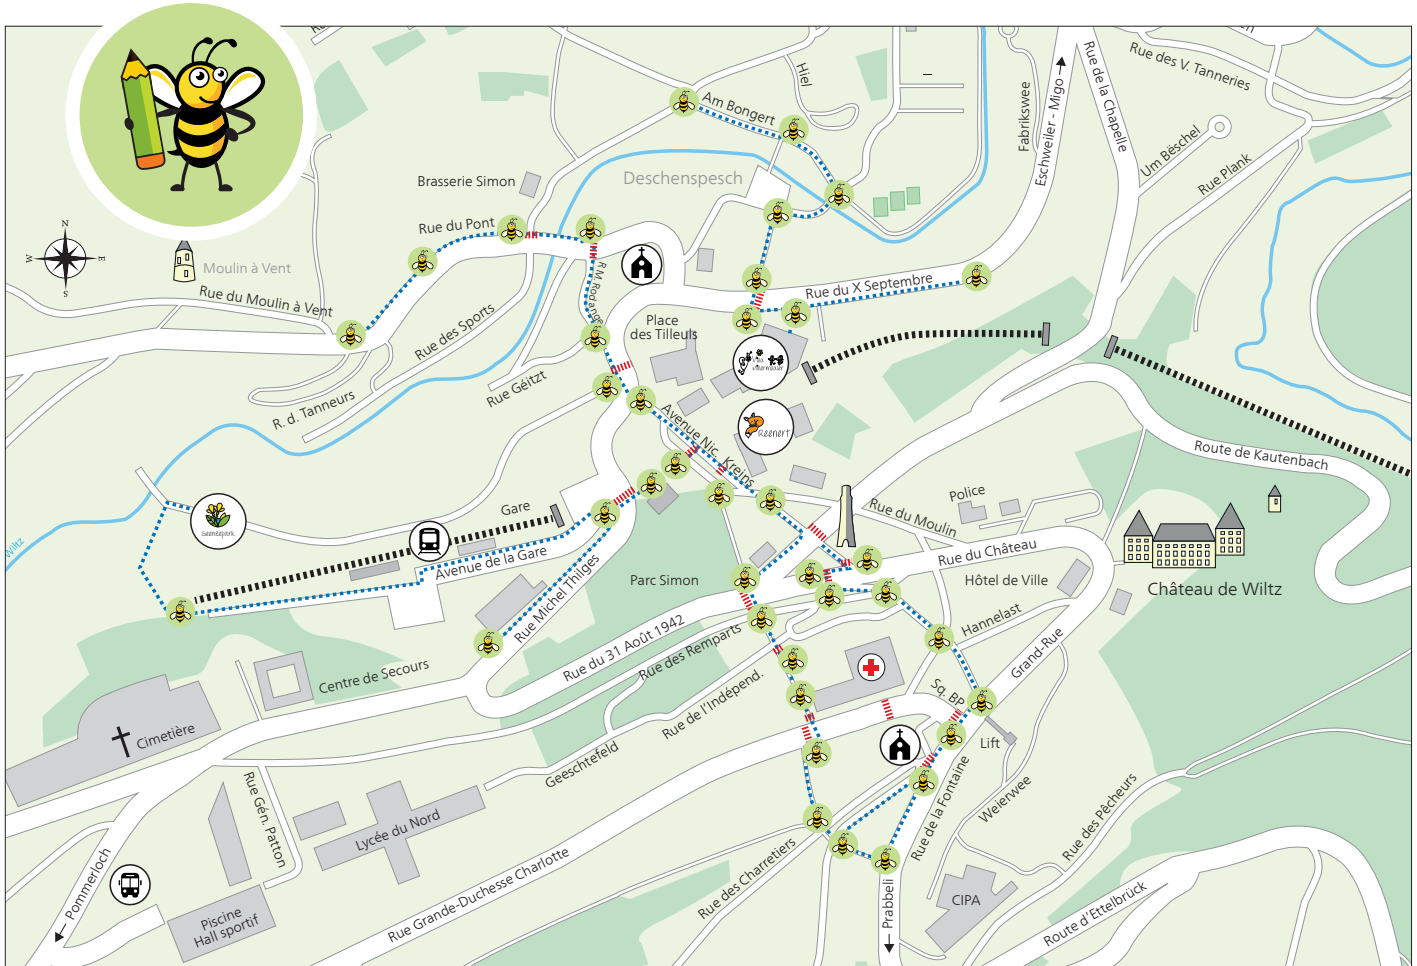 Am Bongert
Hiel
Fabrikswee
Eschweiler - Migo
Rue de la Chapelle
Rue des V. Tanneries
Um Bëschel
Rue Plank
Brasserie Simon
Deschenspesch
Rue du Pont
N
W
E
S
Moulin à Vent
Rue du Moulin à Vent
R.M. Rodange
Rue du X Septembre
Rue des Sports
Place
des Tilleuls
Rue Géitzt
R. d. Tanneurs
Avenue Nic. Kreins
Reenert
Route de Kautenbach
Police
Rue du Moulin
Gare
Wiltz
Avenue de la Gare
Rue du Château
Parc Simon
Hôtel de Ville
Château de Wiltz
Rue Michel Thilges
Hannelast
Rue du 31 Août 1942
Rue des Remparts
Grand-Rue
Centre de Secours
Rue de l'Indépend.
Sq. BP
Cimetière
Lift
Geeschtefeld
Rue de la Fontaine
Weierwee
Rue Gén. Patton
Lycée du Nord
Rue des Pêcheurs
Rue des Charretiers
Pommerloch
Rue Grande-Duchesse Charlotte
Prabbeli
CIPA
Piscine
Hall sportif
Route d'Ettelbrück